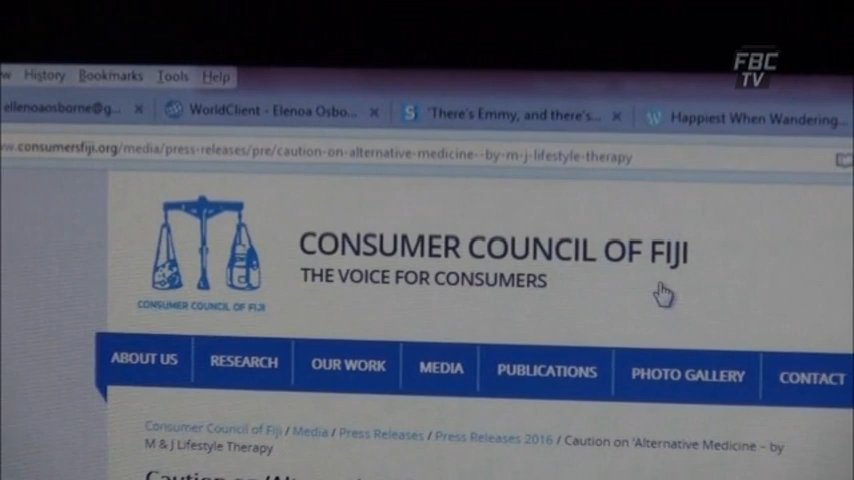 FBC
TV
w History Bookmarks Tools Help
ellenoaosborne@g... × WorldClient - Elenoa Osbo... × S 'There's Emmy, and there's... × W Happiest When Wandering...
w.consumersfiji.org/media/press-releases/pre/caution-on-alternative-medicine--by-m-j-lifestyle-therapy
CONSUMER COUNCIL OF FIJI
THE VOICE FOR CONSUMERS
CONSUMER COUNCIL OF FIJI
ABOUT US RESEARCH OUR WORK MEDIA PUBLICATIONS PHOTO GALLERY CONTACT
Consumer Council of Fiji / Media / Press Releases / Press Releases 2016 / Caution on 'Alternative Medicine – by
M & J Lifestyle Therapy